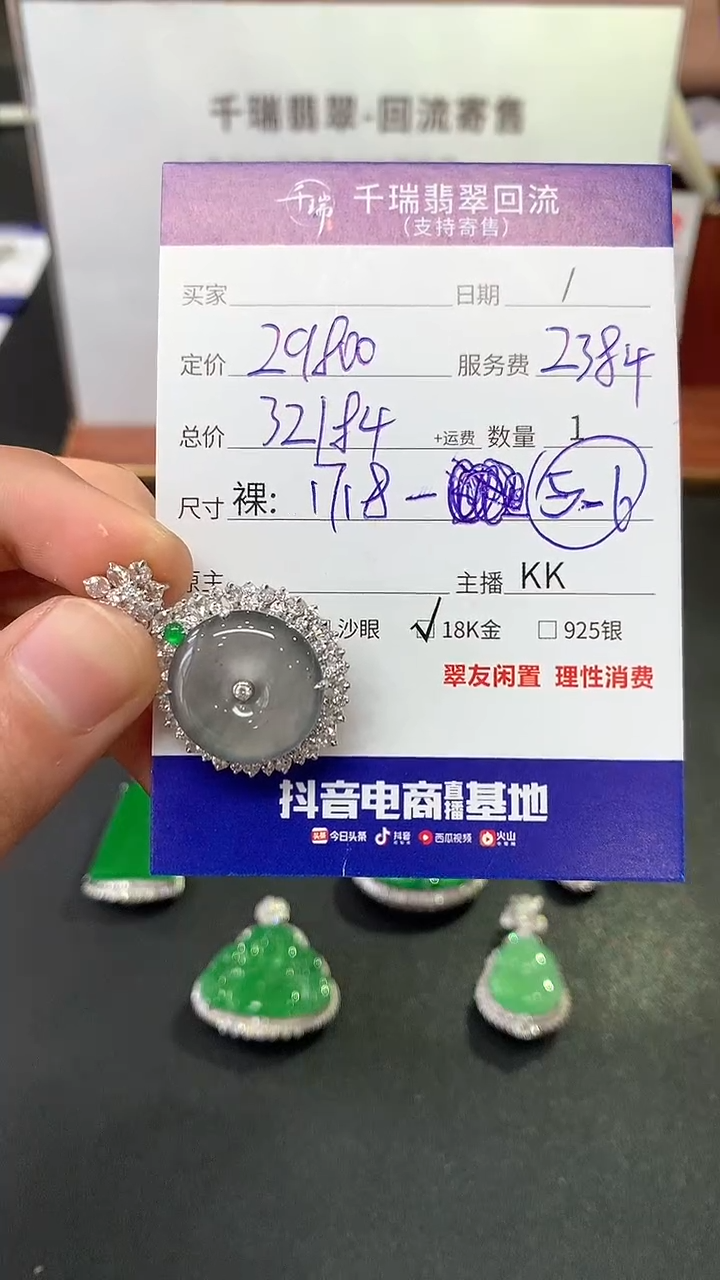 千瑞翡翠-回流寄售
千瑞 千瑞翡翠回流
(支持寄售)
买家 日期 /
定价 29800 服务费 2384
总价 32184 +运费 数量 1
尺寸 裸: 17.8 - 5-6
原主 主播 KK
沙眼 ✓ 18K金 □ 925银
翠友闲置 理性消费
抖音电商直播基地
头条 今日头条 抖音 西瓜视频 火山